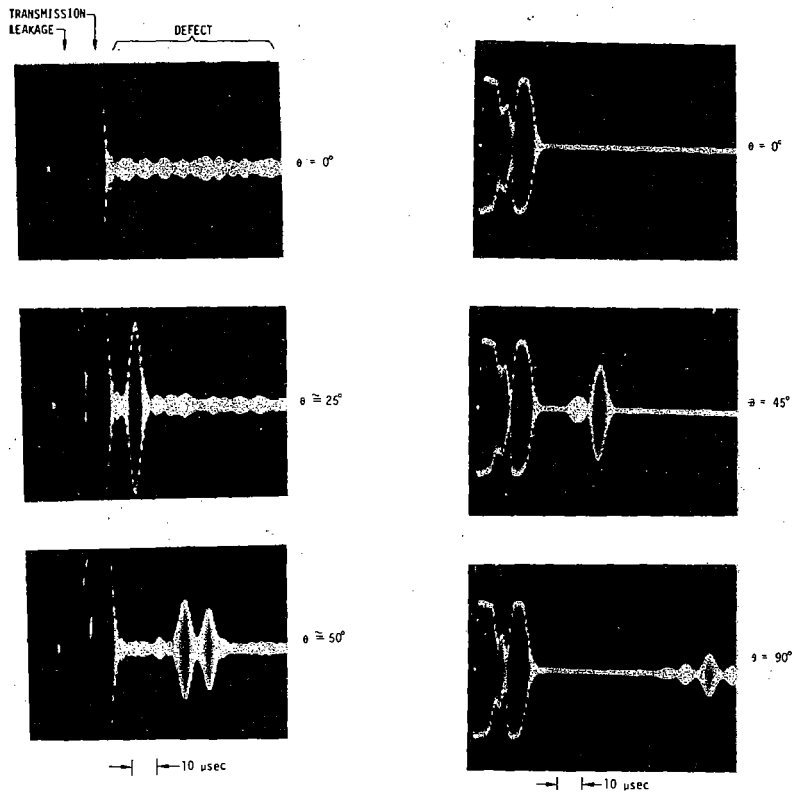 TRANSMISSION
LEAKAGE
DEFECT
θ = 0°
θ = 0°
θ ≅ 25°
θ = 45°
θ ≅ 50°
θ = 90°
10 µsec
10 µsec